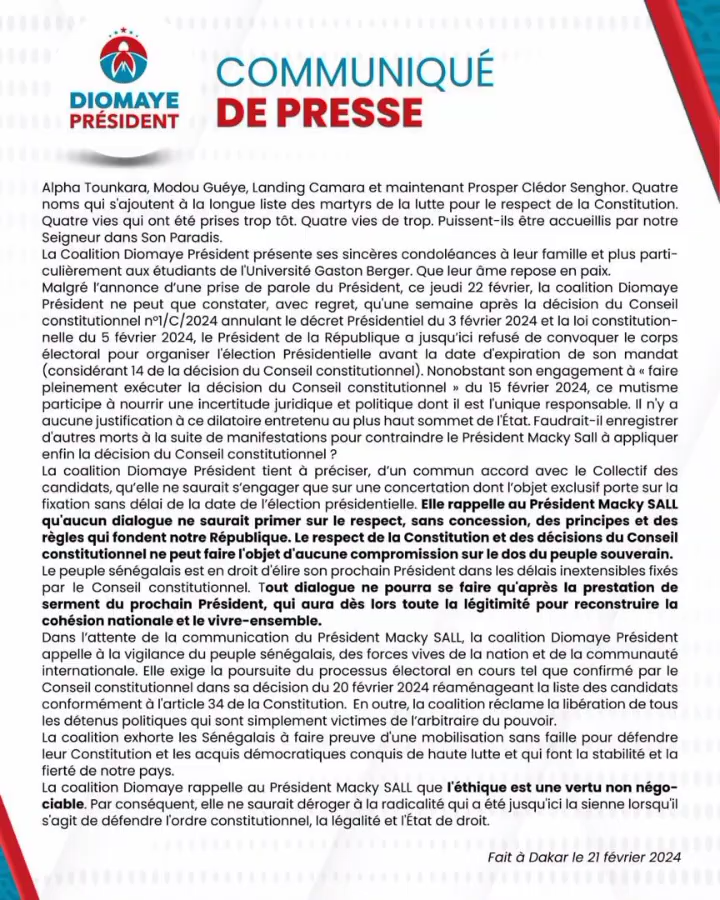 DIOMAYE
PRÉSIDENT
COMMUNIQUÉ
DE PRESSE
Alpha Tounkara, Modou Guéye, Landing Camara et maintenant Prosper Clédor Senghor. Quatre
noms qui s'ajoutent à la longue liste des martyrs de la lutte pour le respect de la Constitution.
Quatre vies qui ont été prises trop tôt. Quatre vies de trop. Puissent-ils être accueillis par notre
Seigneur dans Son Paradis.
La Coalition Diomaye Président présente ses sincères condoléances à leur famille et plus parti-
culièrement aux étudiants de l'Université Gaston Berger. Que leur âme repose en paix.
Malgré l'annonce d'une prise de parole du Président, ce jeudi 22 février, la coalition Diomaye
Président ne peut que constater, avec regret, qu'une semaine après la décision du Conseil
constitutionnel n°1/C/2024 annulant le décret Présidentiel du 3 février 2024 et la loi constitution-
nelle du 5 février 2024, le Président de la République a jusqu'ici refusé de convoquer le corps
électoral pour organiser l'élection Présidentielle avant la date d'expiration de son mandat
(considérant 14 de la décision du Conseil constitutionnel). Nonobstant son engagement à « faire
pleinement exécuter la décision du Conseil constitutionnel » du 15 février 2024, ce mutisme
participe à nourrir une incertitude juridique et politique dont il est l'unique responsable. Il n'y a
aucune justification à ce dilatoire entretenu au plus haut sommet de l'État. Faudrait-il enregistrer
d'autres morts à la suite de manifestations pour contraindre le Président Macky Sall à appliquer
enfin la décision du Conseil constitutionnel ?
La coalition Diomaye Président tient à préciser, d'un commun accord avec le Collectif des
candidats, qu'elle ne saurait s'engager que sur une concertation dont l'objet exclusif porte sur la
fixation sans délai de la date de l'élection présidentielle. Elle rappelle au Président Macky SALL
qu'aucun dialogue ne saurait primer sur le respect, sans concession, des principes et des
règles qui fondent notre République. Le respect de la Constitution et des décisions du Conseil
constitutionnel ne peut faire l'objet d'aucune compromission sur le dos du peuple souverain.
Le peuple sénégalais est en droit d'élire son prochain Président dans les délais inextensibles fixés
par le Conseil constitutionnel. Tout dialogue ne pourra se faire qu'après la prestation de
serment du prochain Président, qui aura dès lors toute la légitimité pour reconstruire la
cohésion nationale et le vivre-ensemble.
Dans l'attente de la communication du Président Macky SALL, la coalition Diomaye Président
appelle à la vigilance du peuple sénégalais, des forces vives de la nation et de la communauté
internationale. Elle exige la poursuite du processus électoral en cours tel que confirmé par le
Conseil constitutionnel dans sa décision du 20 février 2024 réaménageant la liste des candidats
conformément à l'article 34 de la Constitution. En outre, la coalition réclame la libération de tous
les détenus politiques qui sont simplement victimes de l'arbitraire du pouvoir.
La coalition exhorte les Sénégalais à faire preuve d'une mobilisation sans faille pour défendre
leur Constitution et les acquis démocratiques conquis de haute lutte et qui font la stabilité et la
fierté de notre pays.
La coalition Diomaye rappelle au Président Macky SALL que l'éthique est une vertu non négo-
ciable. Par conséquent, elle ne saurait déroger à la radicalité qui a été jusqu'ici la sienne lorsqu'il
s'agit de défendre l'ordre constitutionnel, la légalité et l'État de droit.
Fait à Dakar le 21 février 2024